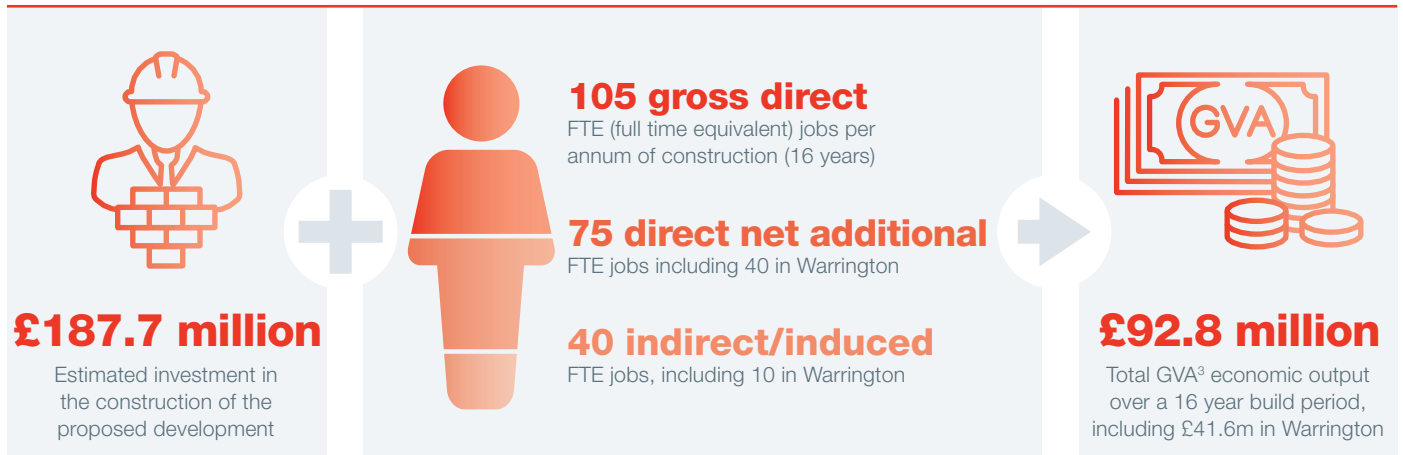 £187.7 million
Estimated investment in
the construction of the
proposed development
105 gross direct
FTE (full time equivalent) jobs per
annum of construction (16 years)
75 direct net additional
FTE jobs including 40 in Warrington
40 indirect/induced
FTE jobs, including 10 in Warrington
GVA
£92.8 million
Total GVA³ economic output
over a 16 year build period,
including £41.6m in Warrington